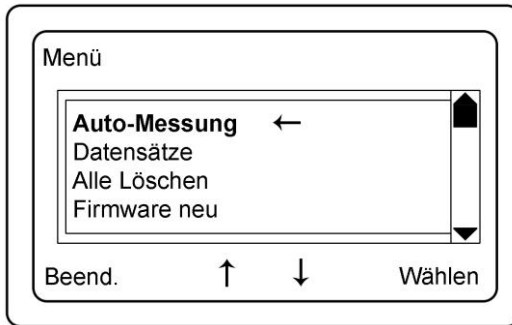 Menü
Auto-Messung ←
Datensätze
Alle Löschen
Firmware neu
Beend. ↑ ↓ Wählen